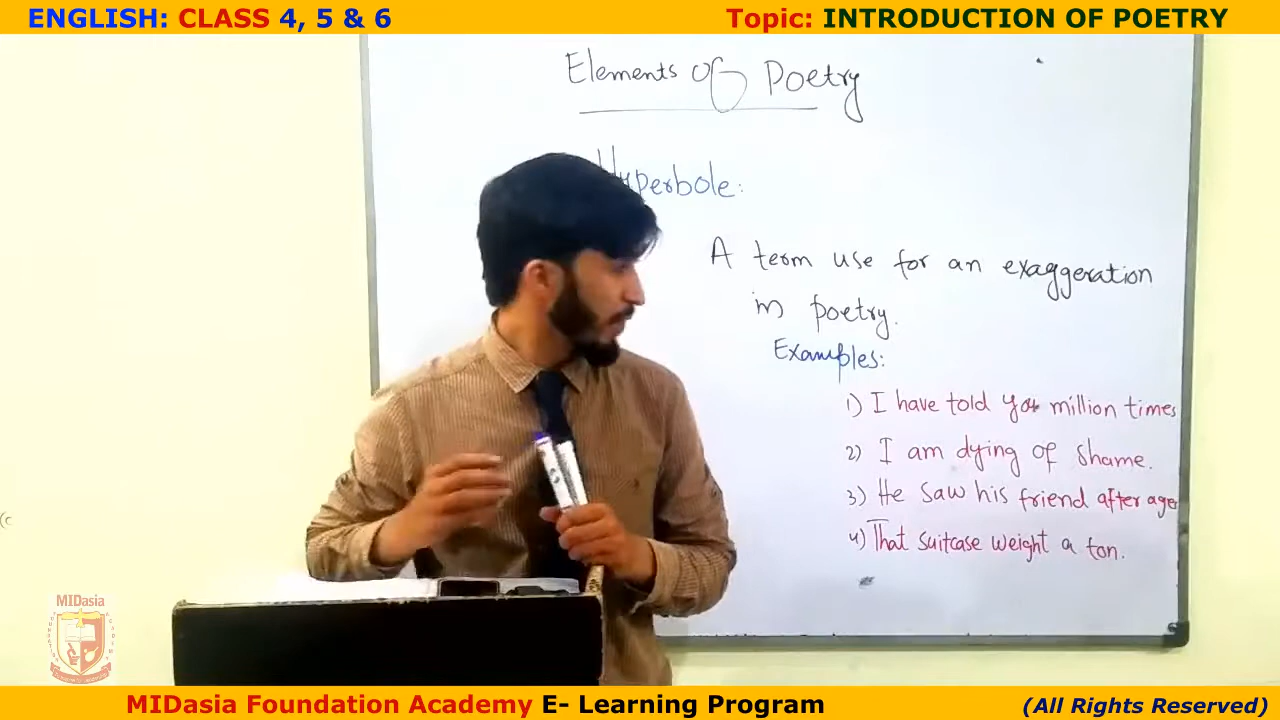 ENGLISH: CLASS 4, 5 & 6
Topic: INTRODUCTION OF POETRY
Elements of Poetry
Hyperbole:
A term use for an exaggeration
in poetry.
Examples:
1) I have told you million times
2) I am dying of shame.
3) He saw his friend after ages
4) That suitcase weight a ton.
MIDasia
MIDasia Foundation Academy E- Learning Program
(All Rights Reserved)